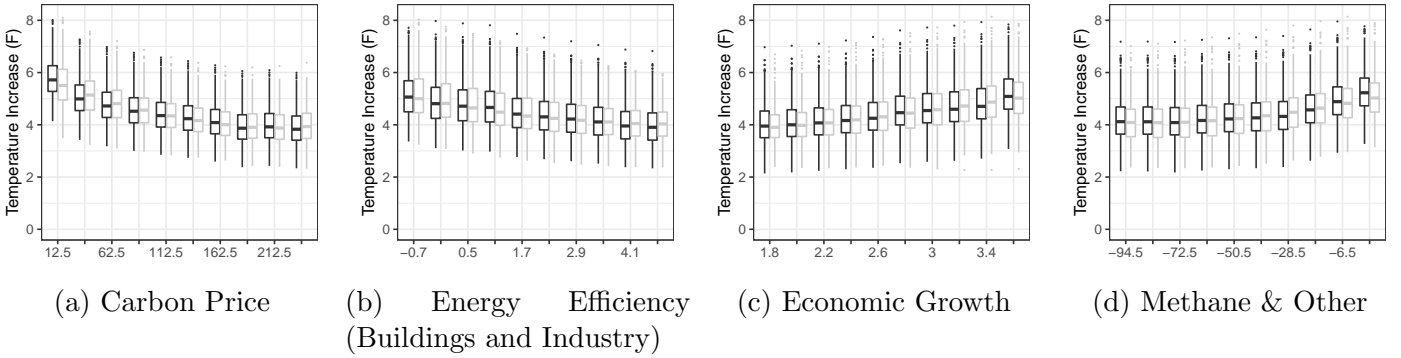 Temperature Increase (F)
8
6
4
2
0
12.5 62.5 112.5 162.5 212.5
(a) Carbon Price
Temperature Increase (F)
8
6
4
2
0
−0.7 0.5 1.7 2.9 4.1
(b) Energy Efficiency
(Buildings and Industry)
Temperature Increase (F)
8
6
4
2
0
1.8 2.2 2.6 3 3.4
(c) Economic Growth
Temperature Increase (F)
8
6
4
2
0
−94.5 −72.5 −50.5 −28.5 −6.5
(d) Methane & Other